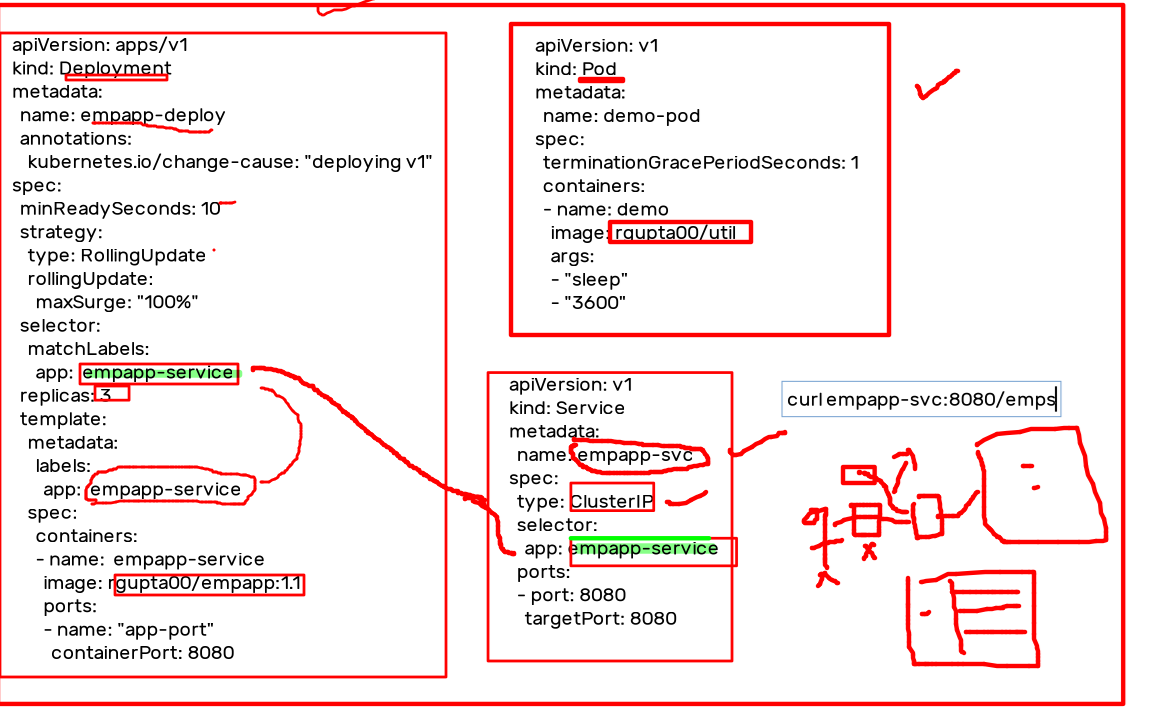 apiVersion: apps/v1
kind: Deployment
metadata:
name: empapp-deploy
annotations:
kubernetes.io/change-cause: "deploying v1"
spec:
minReadySeconds: 10
strategy:
type: RollingUpdate
rollingUpdate:
maxSurge: "100%"
selector:
matchLabels:
app: empapp-service
replicas: 3
template:
metadata:
labels:
app: empapp-service
spec:
containers:
- name: empapp-service
image: rgupta00/empapp:1.1
ports:
- name: "app-port"
containerPort: 8080
apiVersion: v1
kind: Pod
metadata:
name: demo-pod
spec:
terminationGracePeriodSeconds: 1
containers:
- name: demo
image: rgupta00/util
args:
- "sleep"
- "3600"
apiVersion: v1
kind: Service
metadata:
name: empapp-svc
spec:
type: ClusterIP
selector:
app: empapp-service
ports:
- port: 8080
targetPort: 8080
curl empapp-svc:8080/emps